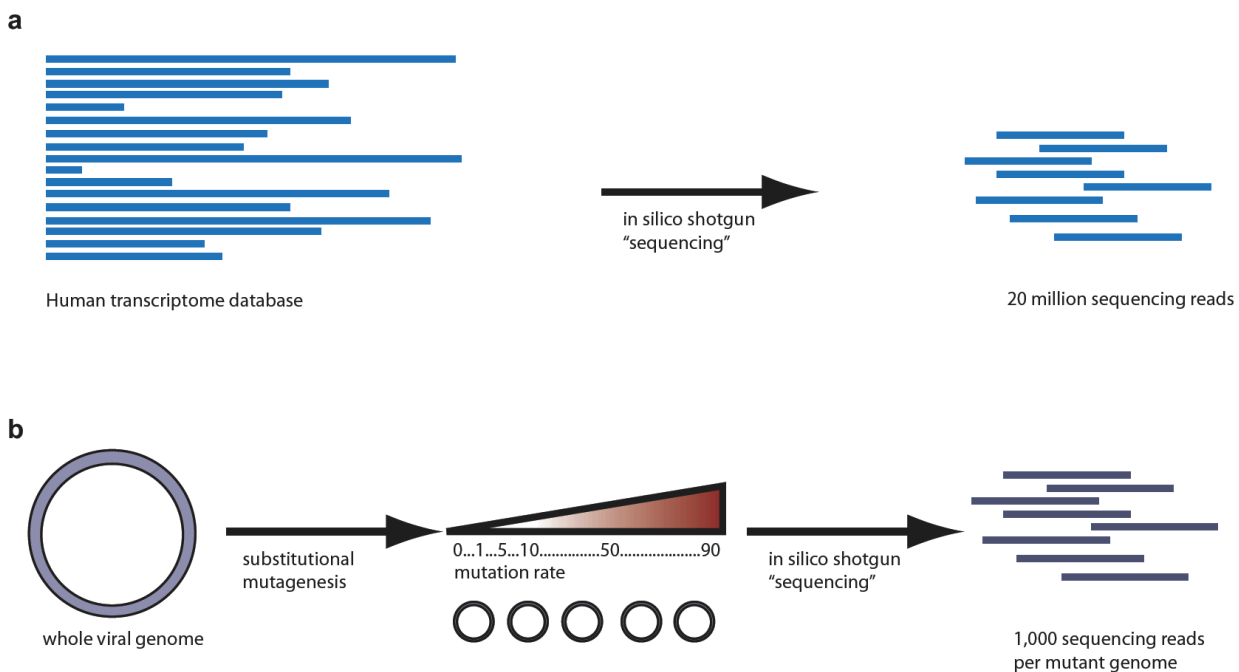 a
in silico shotgun
“sequencing”
Human transcriptome database
20 million sequencing reads
b
0...1...5...10...............50....................90
mutation rate
substitutional
mutagenesis
in silico shotgun
“sequencing”
whole viral genome
1,000 sequencing reads
per mutant genome